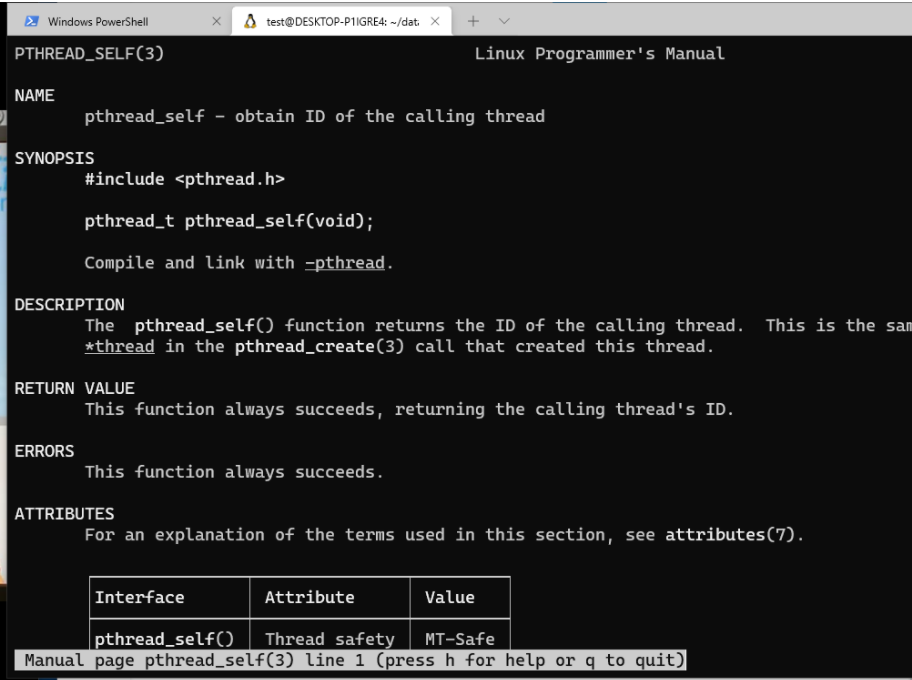 Windows PowerShell
test@DESKTOP-P1IGRE4: ~/dat
PTHREAD_SELF(3) Linux Programmer's Manual
NAME
pthread_self - obtain ID of the calling thread
SYNOPSIS
#include <pthread.h>
pthread_t pthread_self(void);
Compile and link with -pthread.
DESCRIPTION
The pthread_self() function returns the ID of the calling thread. This is the sam
*thread in the pthread_create(3) call that created this thread.
RETURN VALUE
This function always succeeds, returning the calling thread's ID.
ERRORS
This function always succeeds.
ATTRIBUTES
For an explanation of the terms used in this section, see attributes(7).
Interface Attribute Value
pthread_self() Thread safety MT-Safe
Manual page pthread_self(3) line 1 (press h for help or q to quit)